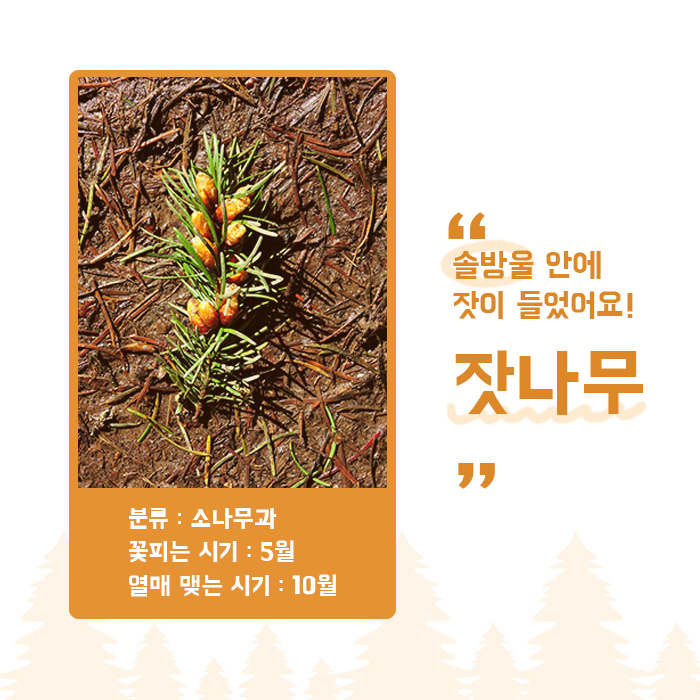 “
솔방울 안에
잣이 들었어요!
잣나무
”
분류 : 소나무과
꽃피는 시기 : 5월
열매 맺는 시기 : 10월